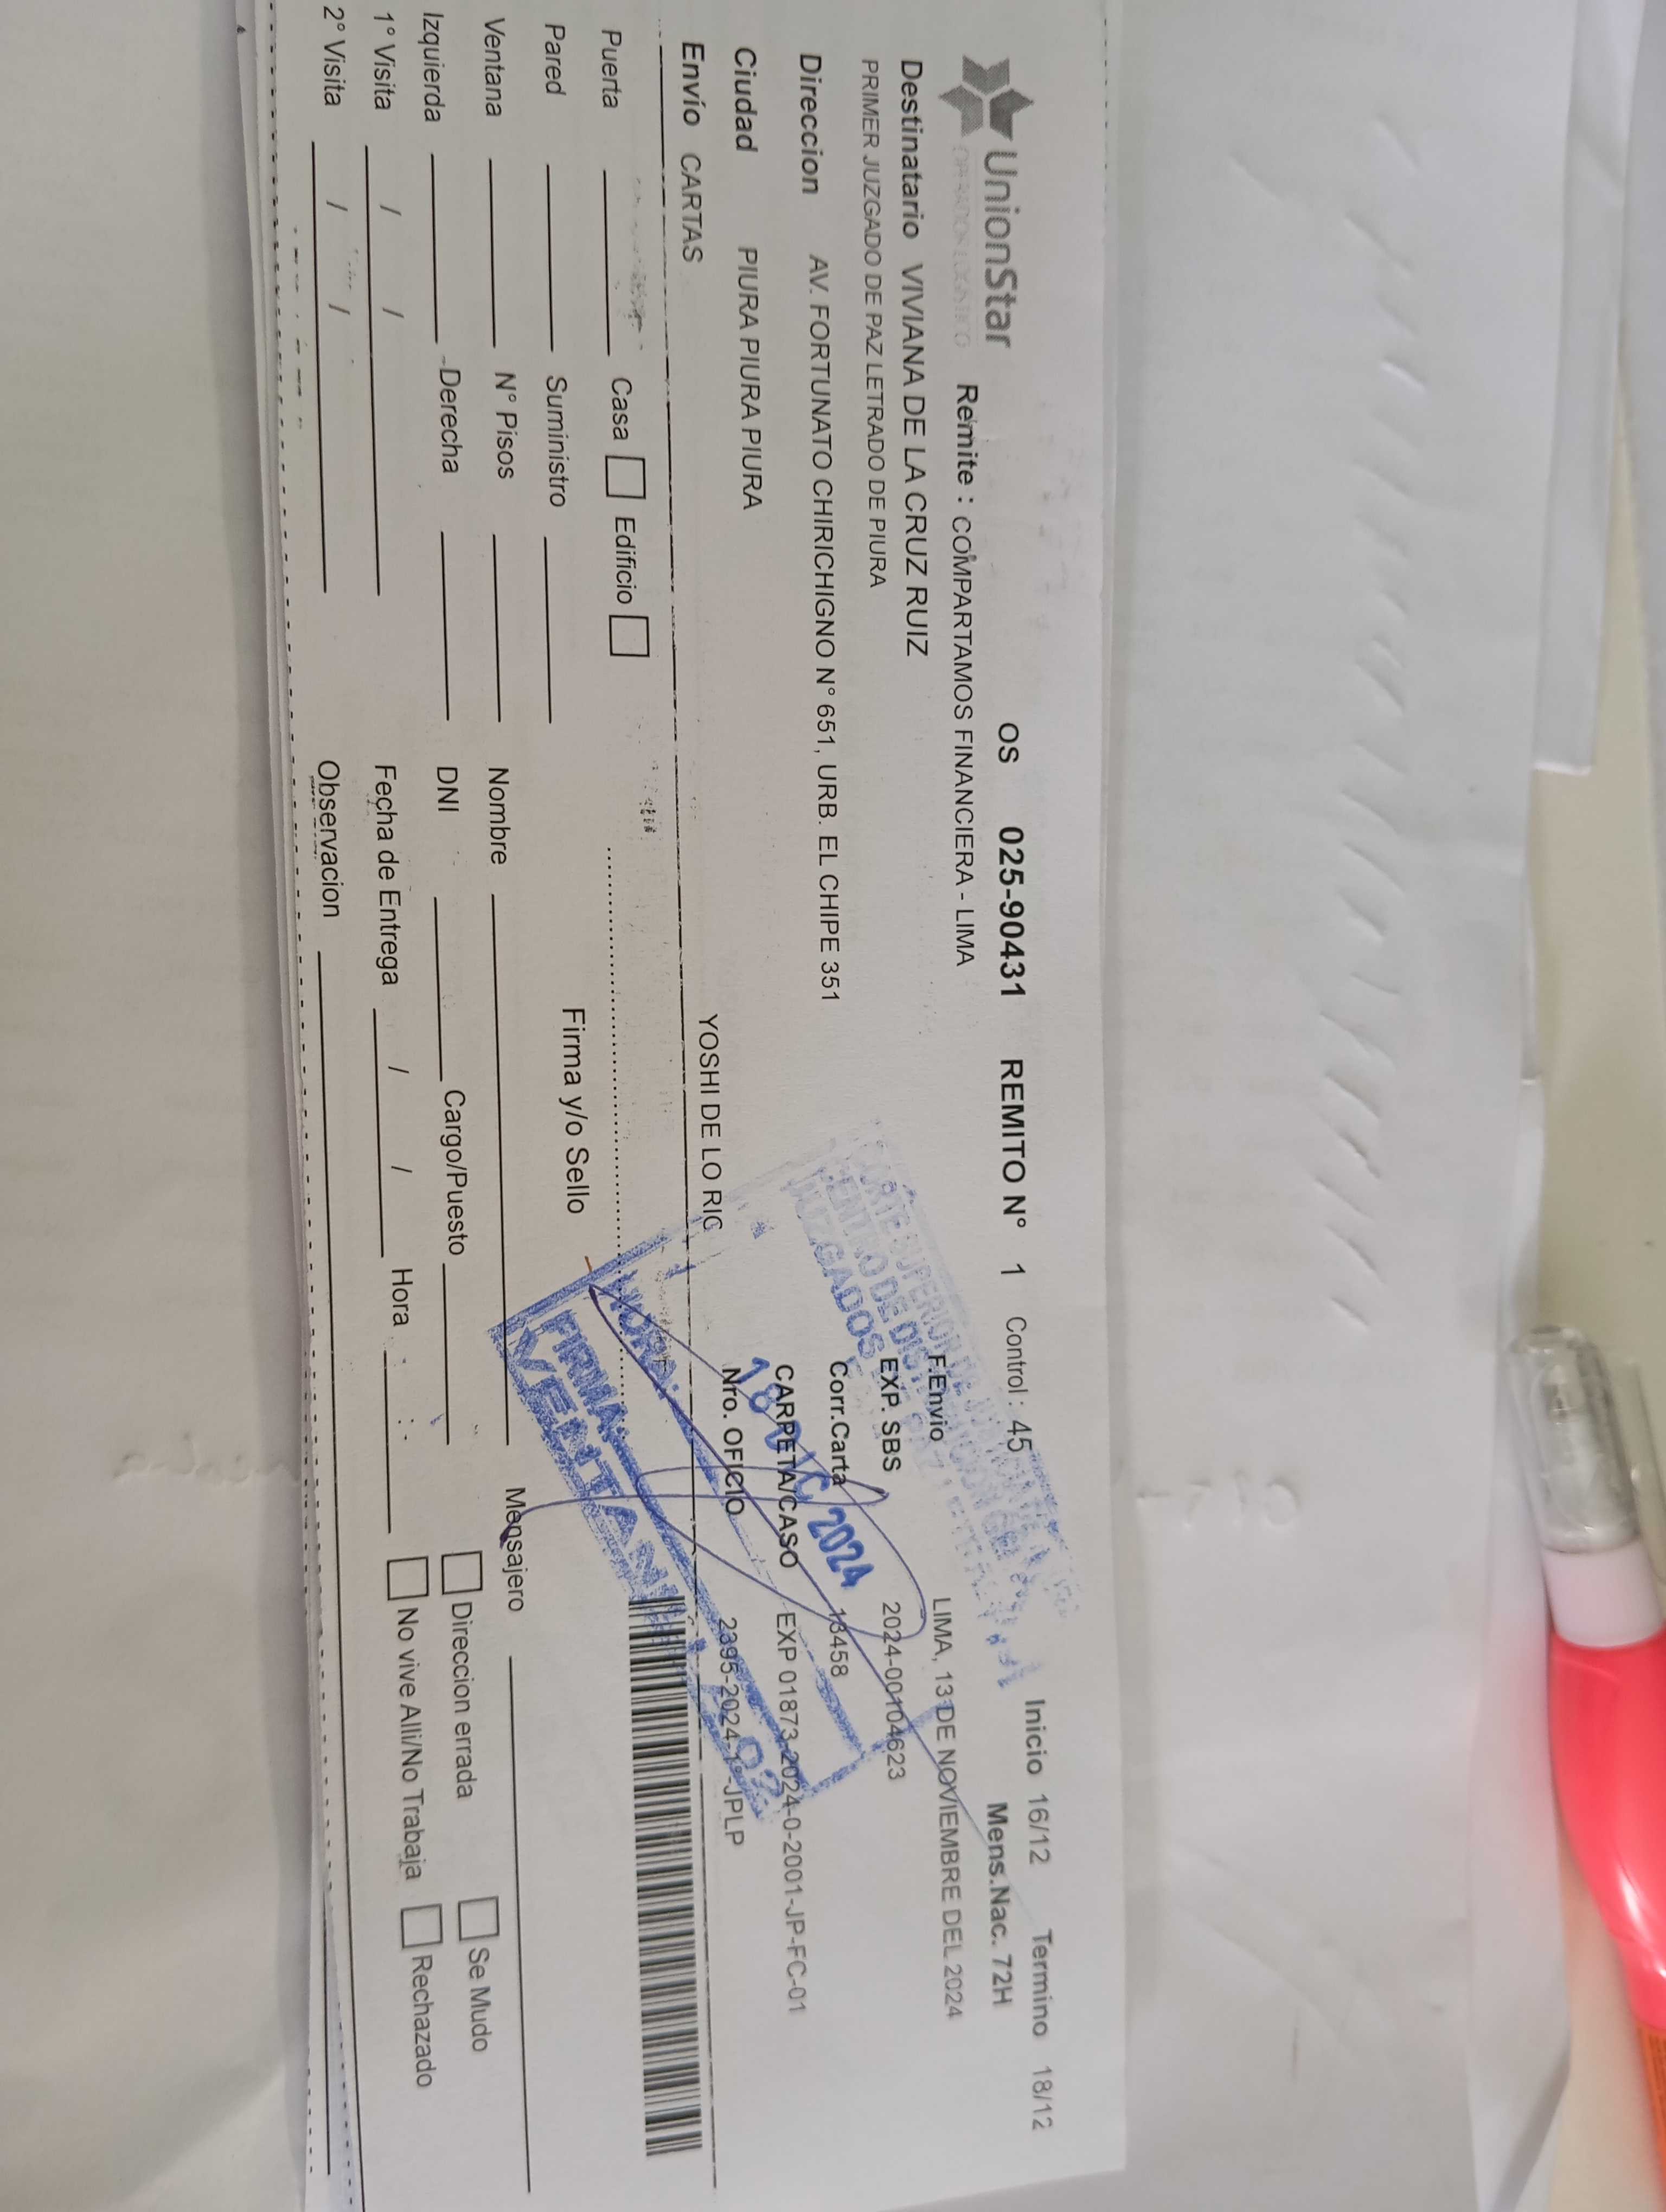 UnionStar
OS 025-90431 REMITO N° 1 Control : 45 Inicio 16/12 Termino 18/12
Remite : COMPARTAMOS FINANCIERA - LIMA
Mens.Nac. 72H
Destinatario VIVIANA DE LA CRUZ RUIZ
F.Envio LIMA, 13 DE NOVIEMBRE DEL 2024
PRIMER JUZGADO DE PAZ LETRADO DE PIURA
EXP. SBS 2024-00104623
Direccion AV. FORTUNATO CHIRICHIGNO N° 651, URB. EL CHIPE 351
Corr.Carta 13458
Ciudad PIURA PIURA PIURA
CARPETA/CASO EXP 01873-2024-0-2001-JP-FC-01
Envío CARTAS
YOSHI DE LO RIC
Nro. OFICIO 2395-2024-1°-JPLP
JUZGADOS
18 DIC 2024
HORA:
FIRMA:
Puerta Casa Edificio
Pared Suministro
Firma y/o Sello
Ventana N° Pisos
Nombre Mensajero
Izquierda Derecha
DNI Cargo/Puesto Direccion errada Se Mudo
1° Visita / /
Fecha de Entrega / / Hora : No vive Alli/No Trabaja Rechazado
2° Visita / /
Observacion